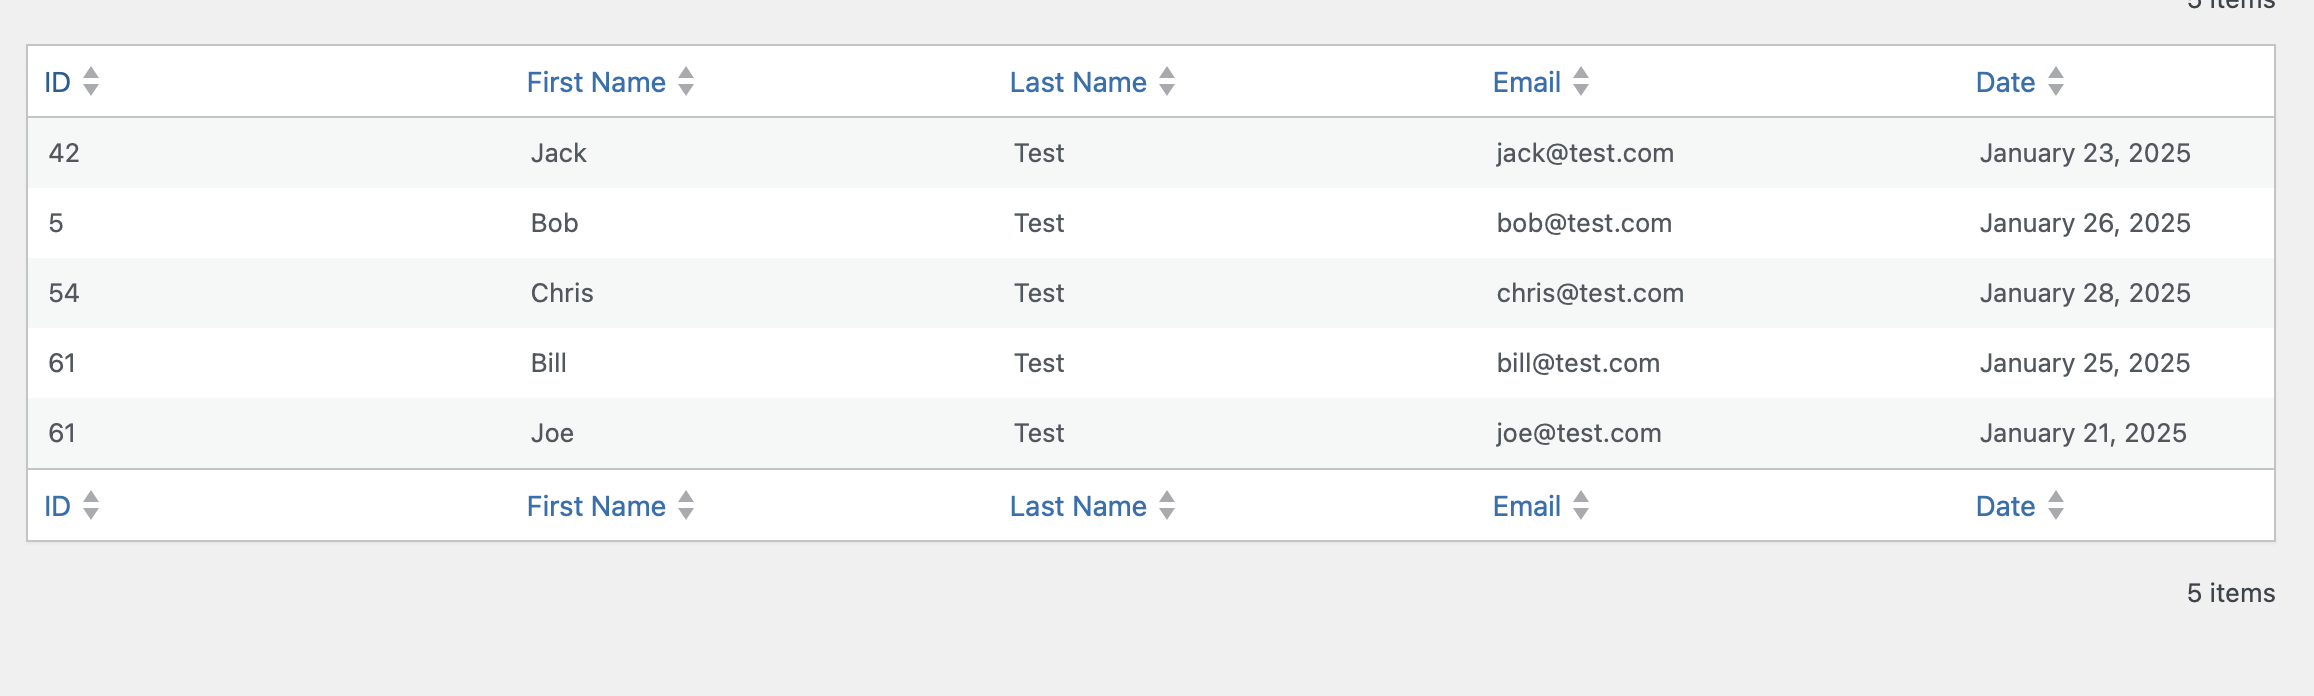 5 items
ID First Name Last Name Email Date
42 Jack Test jack@test.com January 23, 2025
5 Bob Test bob@test.com January 26, 2025
54 Chris Test chris@test.com January 28, 2025
61 Bill Test bill@test.com January 25, 2025
61 Joe Test joe@test.com January 21, 2025
ID First Name Last Name Email Date
5 items